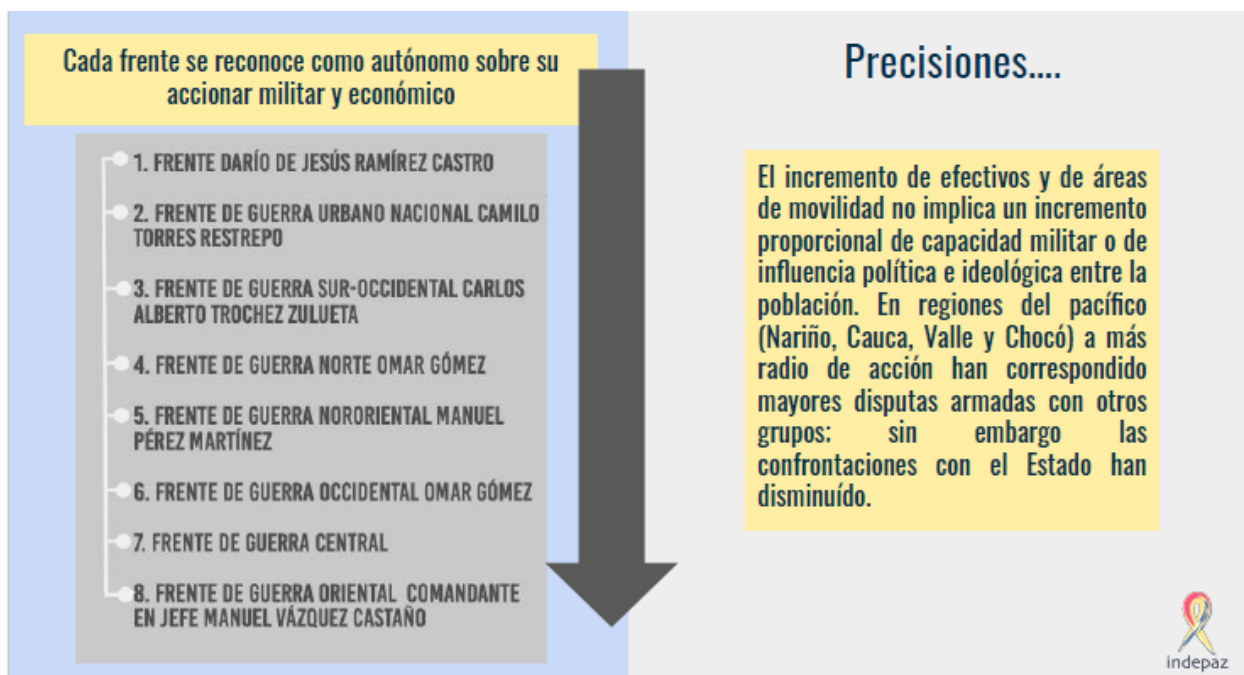 Cada frente se reconoce como autónomo sobre su
accionar militar y económico
1. FRENTE DARÍO DE JESÚS RAMÍREZ CASTRO
2. FRENTE DE GUERRA URBANO NACIONAL CAMILO
TORRES RESTREPO
3. FRENTE DE GUERRA SUR-OCCIDENTAL CARLOS
ALBERTO TROCHEZ ZULUETA
4. FRENTE DE GUERRA NORTE OMAR GÓMEZ
5. FRENTE DE GUERRA NORORIENTAL MANUEL
PÉREZ MARTÍNEZ
6. FRENTE DE GUERRA OCCIDENTAL OMAR GÓMEZ
7. FRENTE DE GUERRA CENTRAL
8. FRENTE DE GUERRA ORIENTAL COMANDANTE
EN JEFE MANUEL VÁZQUEZ CASTAÑO
Precisiones....
El incremento de efectivos y de áreas
de movilidad no implica un incremento
proporcional de capacidad militar o de
influencia política e ideológica entre la
población. En regiones del pacífico
(Nariño, Cauca, Valle y Chocó) a más
radio de acción han correspondido
mayores disputas armadas con otros
grupos; sin embargo las
confrontaciones con el Estado han
disminuído.
indepaz